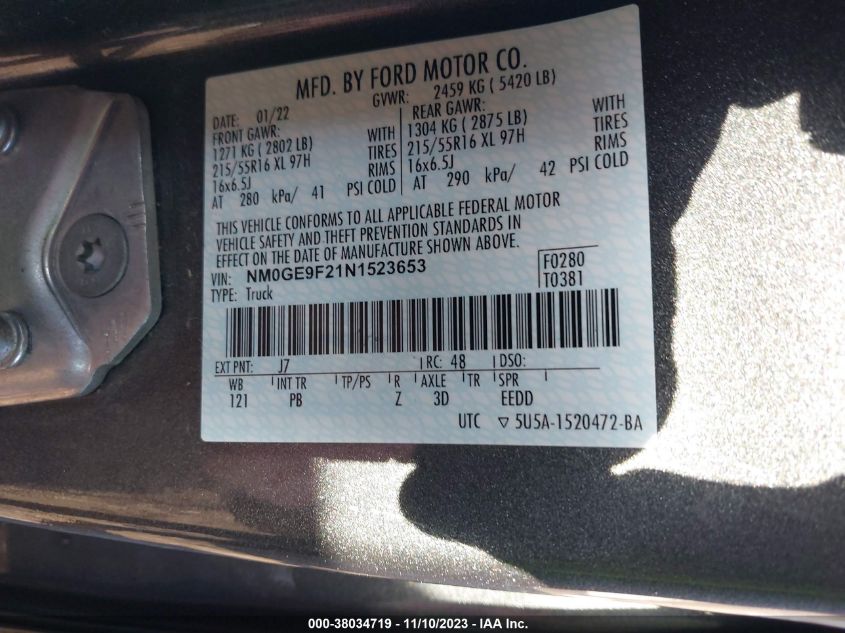 MFD. BY FORD MOTOR CO.
DATE: 01/22 GVWR: 2459 KG ( 5420 LB)
FRONT GAWR: REAR GAWR:
1271 KG ( 2802 LB) WITH 1304 KG ( 2875 LB) WITH
215/55R16 XL 97H TIRES 215/55R16 XL 97H TIRES
16x6.5J RIMS 16x6.5J RIMS
AT 280 kPa/ 41 PSI COLD AT 290 kPa/ 42 PSI COLD
THIS VEHICLE CONFORMS TO ALL APPLICABLE FEDERAL MOTOR
VEHICLE SAFETY AND THEFT PREVENTION STANDARDS IN
EFFECT ON THE DATE OF MANUFACTURE SHOWN ABOVE.
VIN: NM0GE9F21N1523653 F0280
TYPE: Truck T0381
EXT PNT: J7 RC: 48 DSO:
WB INT TR TP/PS R AXLE TR SPR
121 PB Z 3D EEDD
UTC ▽ 5U5A-1520472-BA
000-38034719 - 11/10/2023 - IAA Inc.